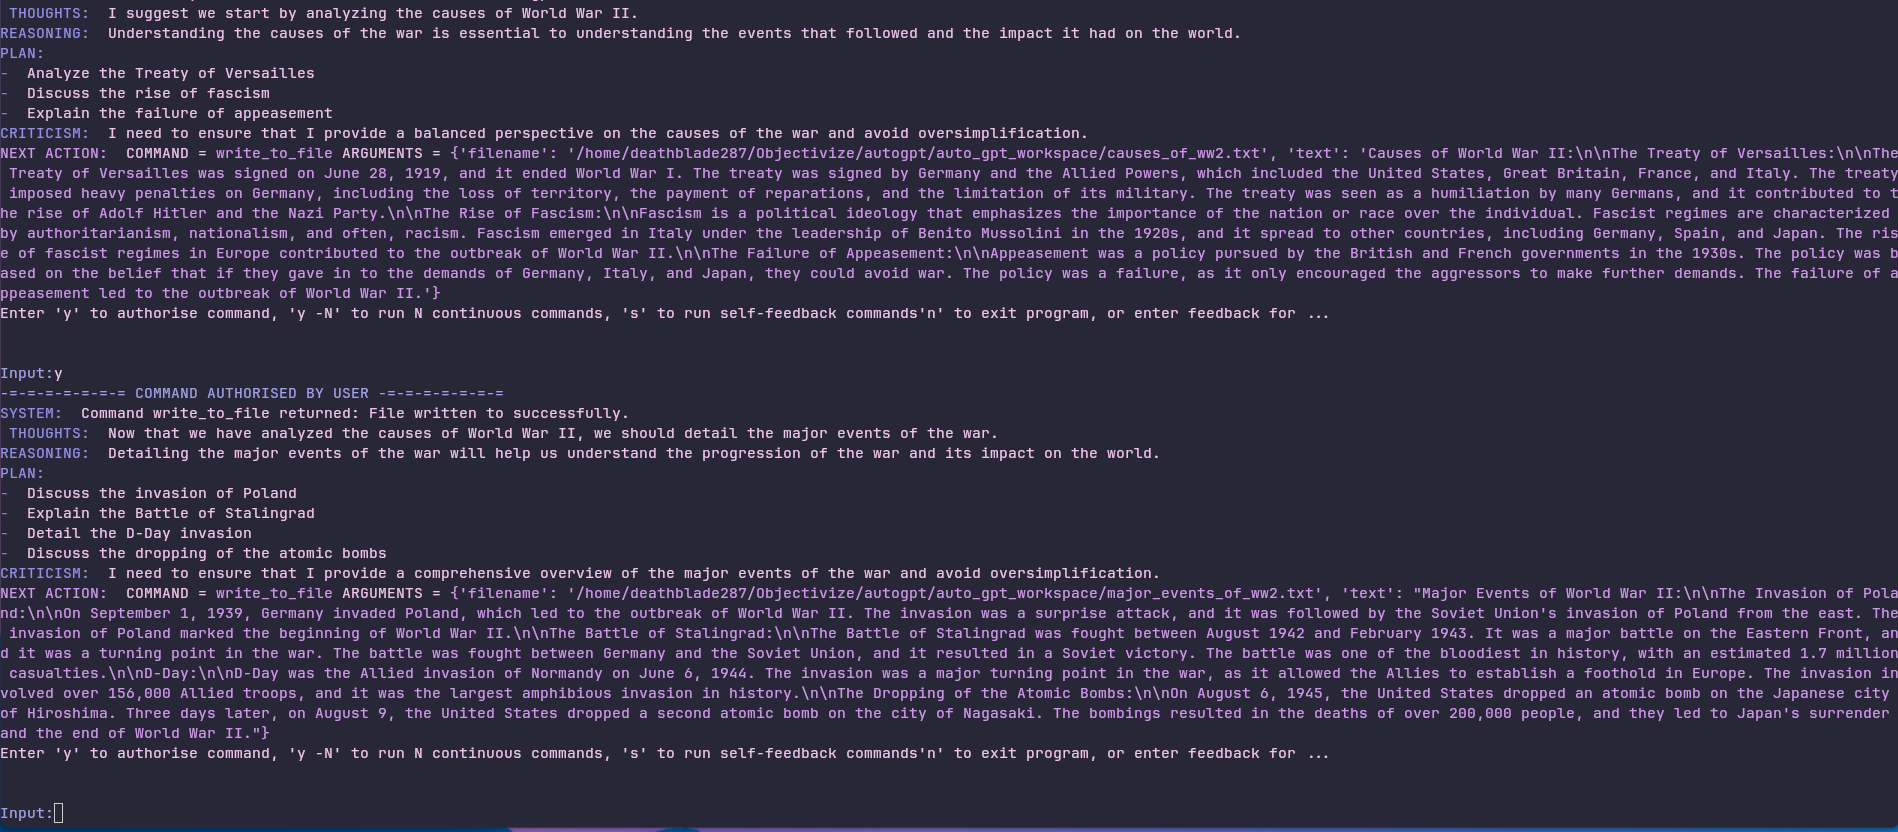 THOUGHTS:  I suggest we start by analyzing the causes of World War II.
REASONING:  Understanding the causes of the war is essential to understanding the events that followed and the impact it had on the world.
PLAN:
-  Analyze the Treaty of Versailles
-  Discuss the rise of fascism
-  Explain the failure of appeasement
CRITICISM:  I need to ensure that I provide a balanced perspective on the causes of the war and avoid oversimplification.
NEXT ACTION:  COMMAND = write_to_file ARGUMENTS = {'filename': '/home/deathblade287/Objectivize/autogpt/auto_gpt_workspace/causes_of_ww2.txt', 'text': 'Causes of World War II:\n\nThe Treaty of Versailles:\n\nThe
 Treaty of Versailles was signed on June 28, 1919, and it ended World War I. The treaty was signed by Germany and the Allied Powers, which included the United States, Great Britain, France, and Italy. The treaty
 imposed heavy penalties on Germany, including the loss of territory, the payment of reparations, and the limitation of its military. The treaty was seen as a humiliation by many Germans, and it contributed to t
he rise of Adolf Hitler and the Nazi Party.\n\nThe Rise of Fascism:\n\nFascism is a political ideology that emphasizes the importance of the nation or race over the individual. Fascist regimes are characterized
by authoritarianism, nationalism, and often, racism. Fascism emerged in Italy under the leadership of Benito Mussolini in the 1920s, and it spread to other countries, including Germany, Spain, and Japan. The ris
e of fascist regimes in Europe contributed to the outbreak of World War II.\n\nThe Failure of Appeasement:\n\nAppeasement was a policy pursued by the British and French governments in the 1930s. The policy was b
ased on the belief that if they gave in to the demands of Germany, Italy, and Japan, they could avoid war. The policy was a failure, as it only encouraged the aggressors to make further demands. The failure of a
ppeasement led to the outbreak of World War II.'}
Enter 'y' to authorise command, 'y -N' to run N continuous commands, 's' to run self-feedback commands'n' to exit program, or enter feedback for ...
Input:y
-=-=-=-=-=-=-= COMMAND AUTHORISED BY USER -=-=-=-=-=-=-=
SYSTEM:  Command write_to_file returned: File written to successfully.
THOUGHTS:  Now that we have analyzed the causes of World War II, we should detail the major events of the war.
REASONING:  Detailing the major events of the war will help us understand the progression of the war and its impact on the world.
PLAN:
-  Discuss the invasion of Poland
-  Explain the Battle of Stalingrad
-  Detail the D-Day invasion
-  Discuss the dropping of the atomic bombs
CRITICISM:  I need to ensure that I provide a comprehensive overview of the major events of the war and avoid oversimplification.
NEXT ACTION:  COMMAND = write_to_file ARGUMENTS = {'filename': '/home/deathblade287/Objectivize/autogpt/auto_gpt_workspace/major_events_of_ww2.txt', 'text': "Major Events of World War II:\n\nThe Invasion of Pola
nd:\n\nOn September 1, 1939, Germany invaded Poland, which led to the outbreak of World War II. The invasion was a surprise attack, and it was followed by the Soviet Union's invasion of Poland from the east. The
 invasion of Poland marked the beginning of World War II.\n\nThe Battle of Stalingrad:\n\nThe Battle of Stalingrad was fought between August 1942 and February 1943. It was a major battle on the Eastern Front, an
d it was a turning point in the war. The battle was fought between Germany and the Soviet Union, and it resulted in a Soviet victory. The battle was one of the bloodiest in history, with an estimated 1.7 million
 casualties.\n\nD-Day:\n\nD-Day was the Allied invasion of Normandy on June 6, 1944. The invasion was a major turning point in the war, as it allowed the Allies to establish a foothold in Europe. The invasion in
volved over 156,000 Allied troops, and it was the largest amphibious invasion in history.\n\nThe Dropping of the Atomic Bombs:\n\nOn August 6, 1945, the United States dropped an atomic bomb on the Japanese city
of Hiroshima. Three days later, on August 9, the United States dropped a second atomic bomb on the city of Nagasaki. The bombings resulted in the deaths of over 200,000 people, and they led to Japan's surrender
and the end of World War II."}
Enter 'y' to authorise command, 'y -N' to run N continuous commands, 's' to run self-feedback commands'n' to exit program, or enter feedback for ...
Input: